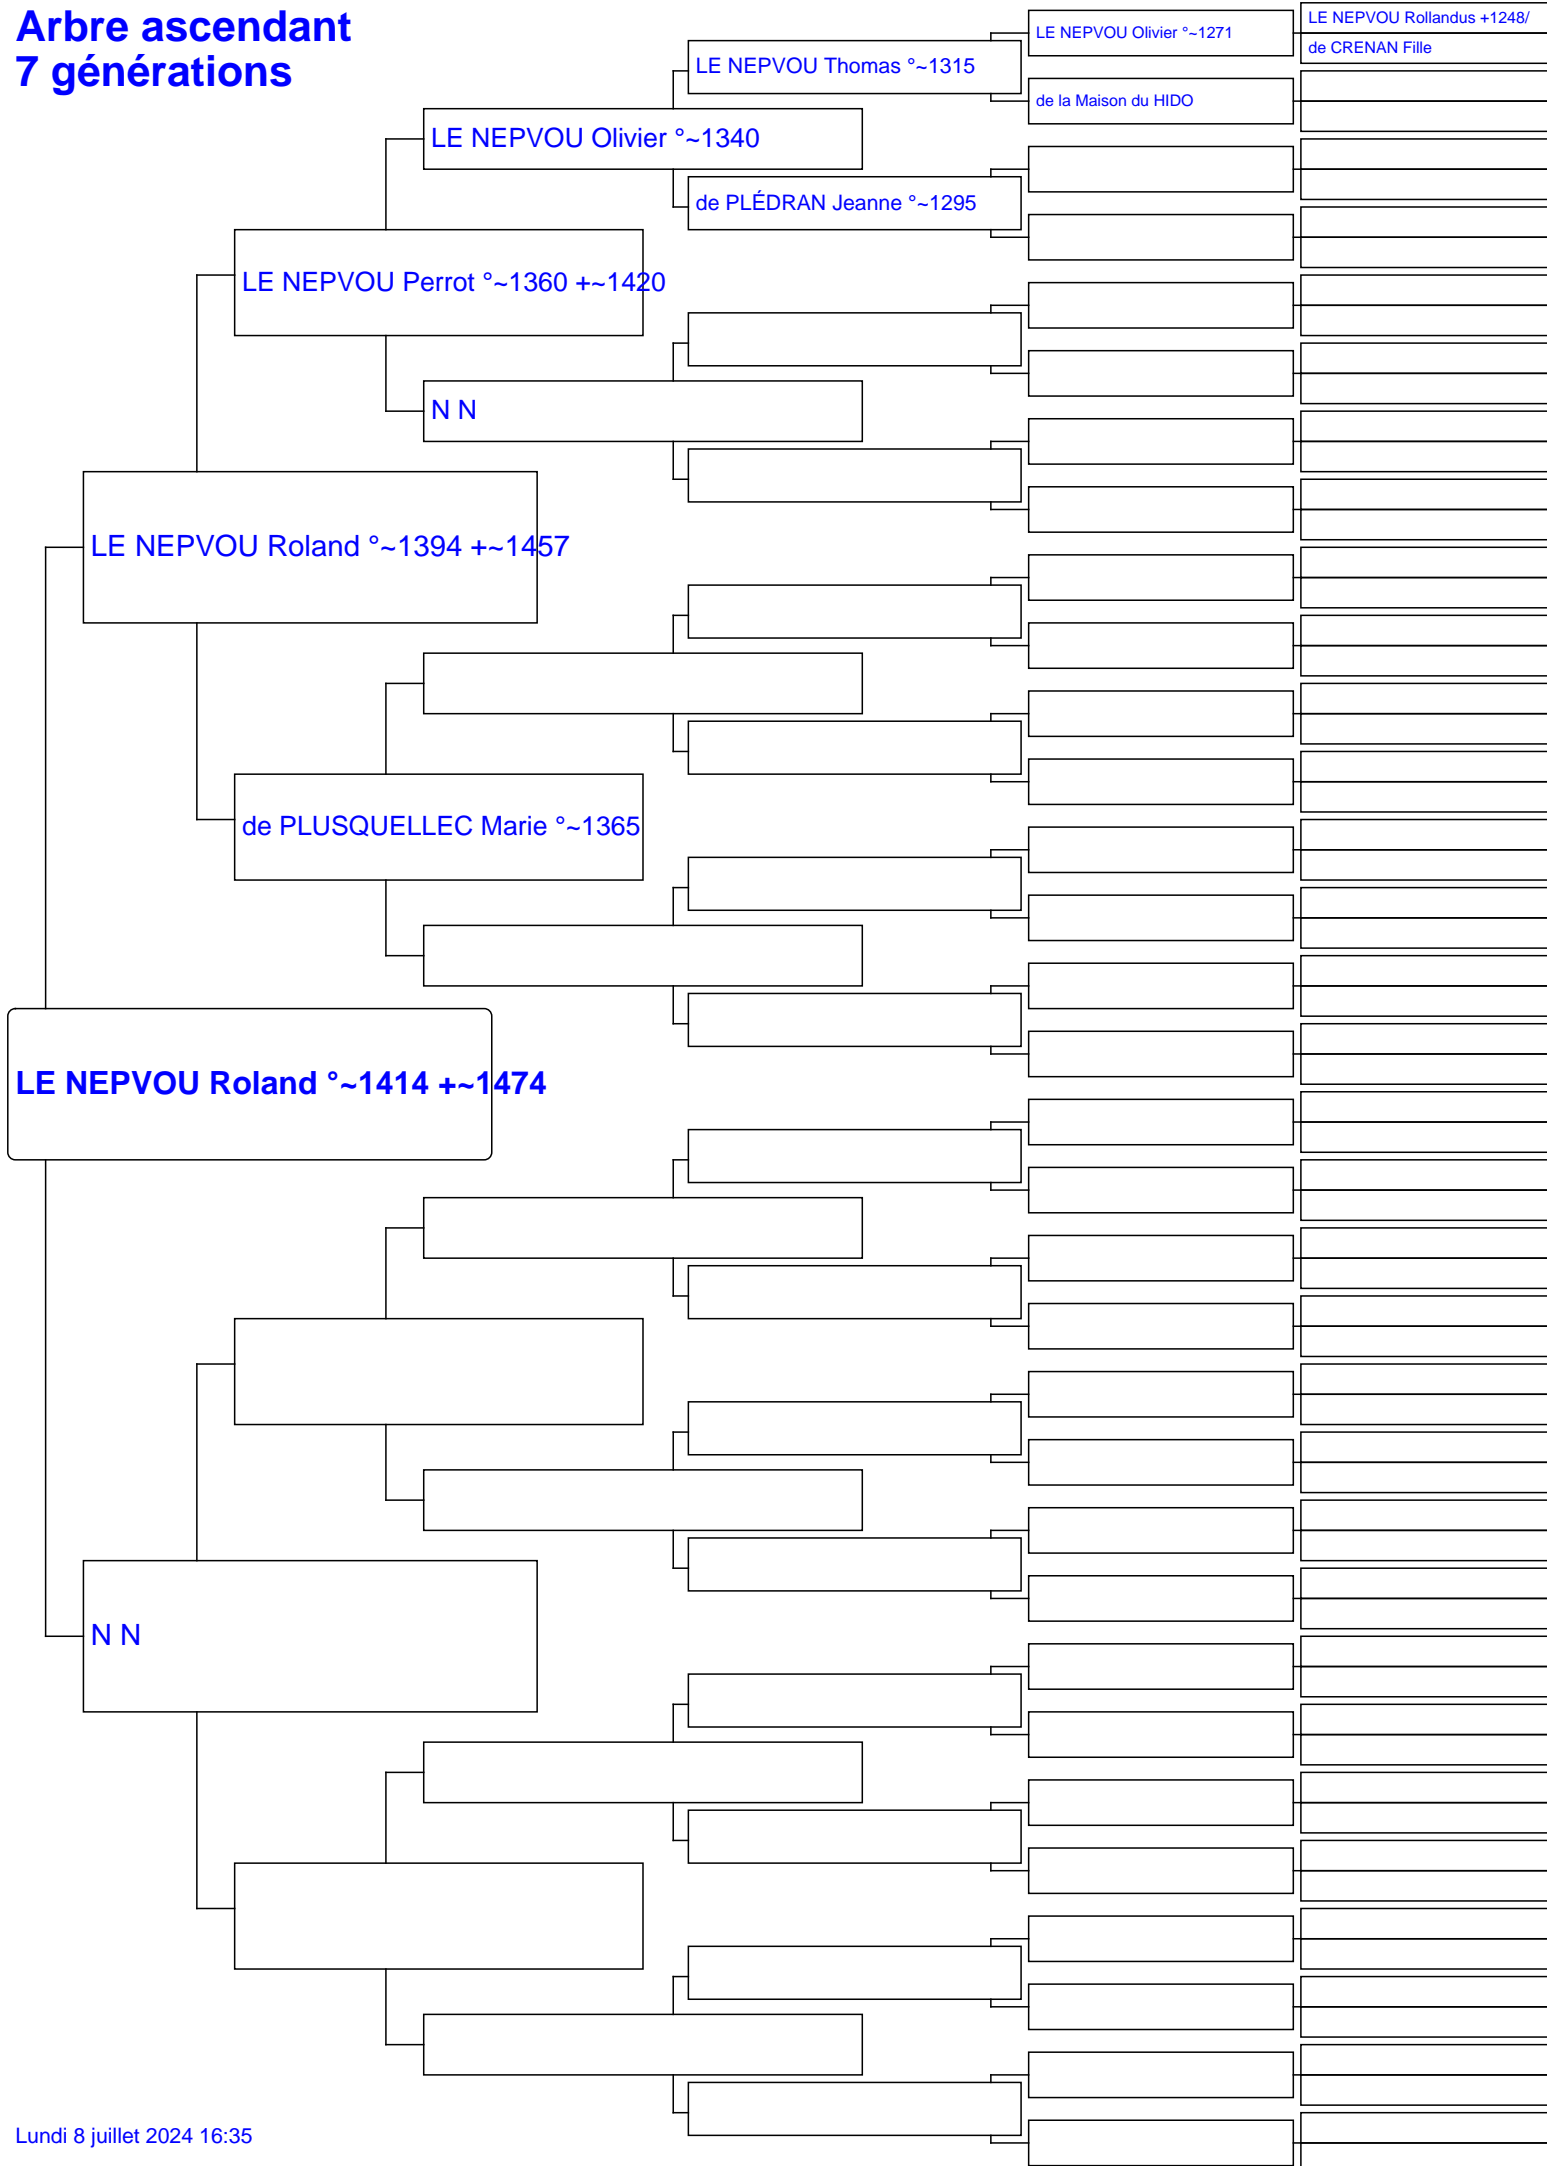 Arbre ascendant
7 générations
LE NEPVOU Rollandus +1248/
de CRENAN Fille
LE NEPVOU Olivier °~1271
LE NEPVOU Thomas °~1315
de la Maison du HIDO
LE NEPVOU Olivier °~1340
de PLÉDRAN Jeanne °~1295
LE NEPVOU Perrot °~1360 +~1420
N N
LE NEPVOU Roland °~1394 +~1457
de PLUSQUELLEC Marie °~1365
LE NEPVOU Roland °~1414 +~1474
N N
Lundi 8 juillet 2024 16:35